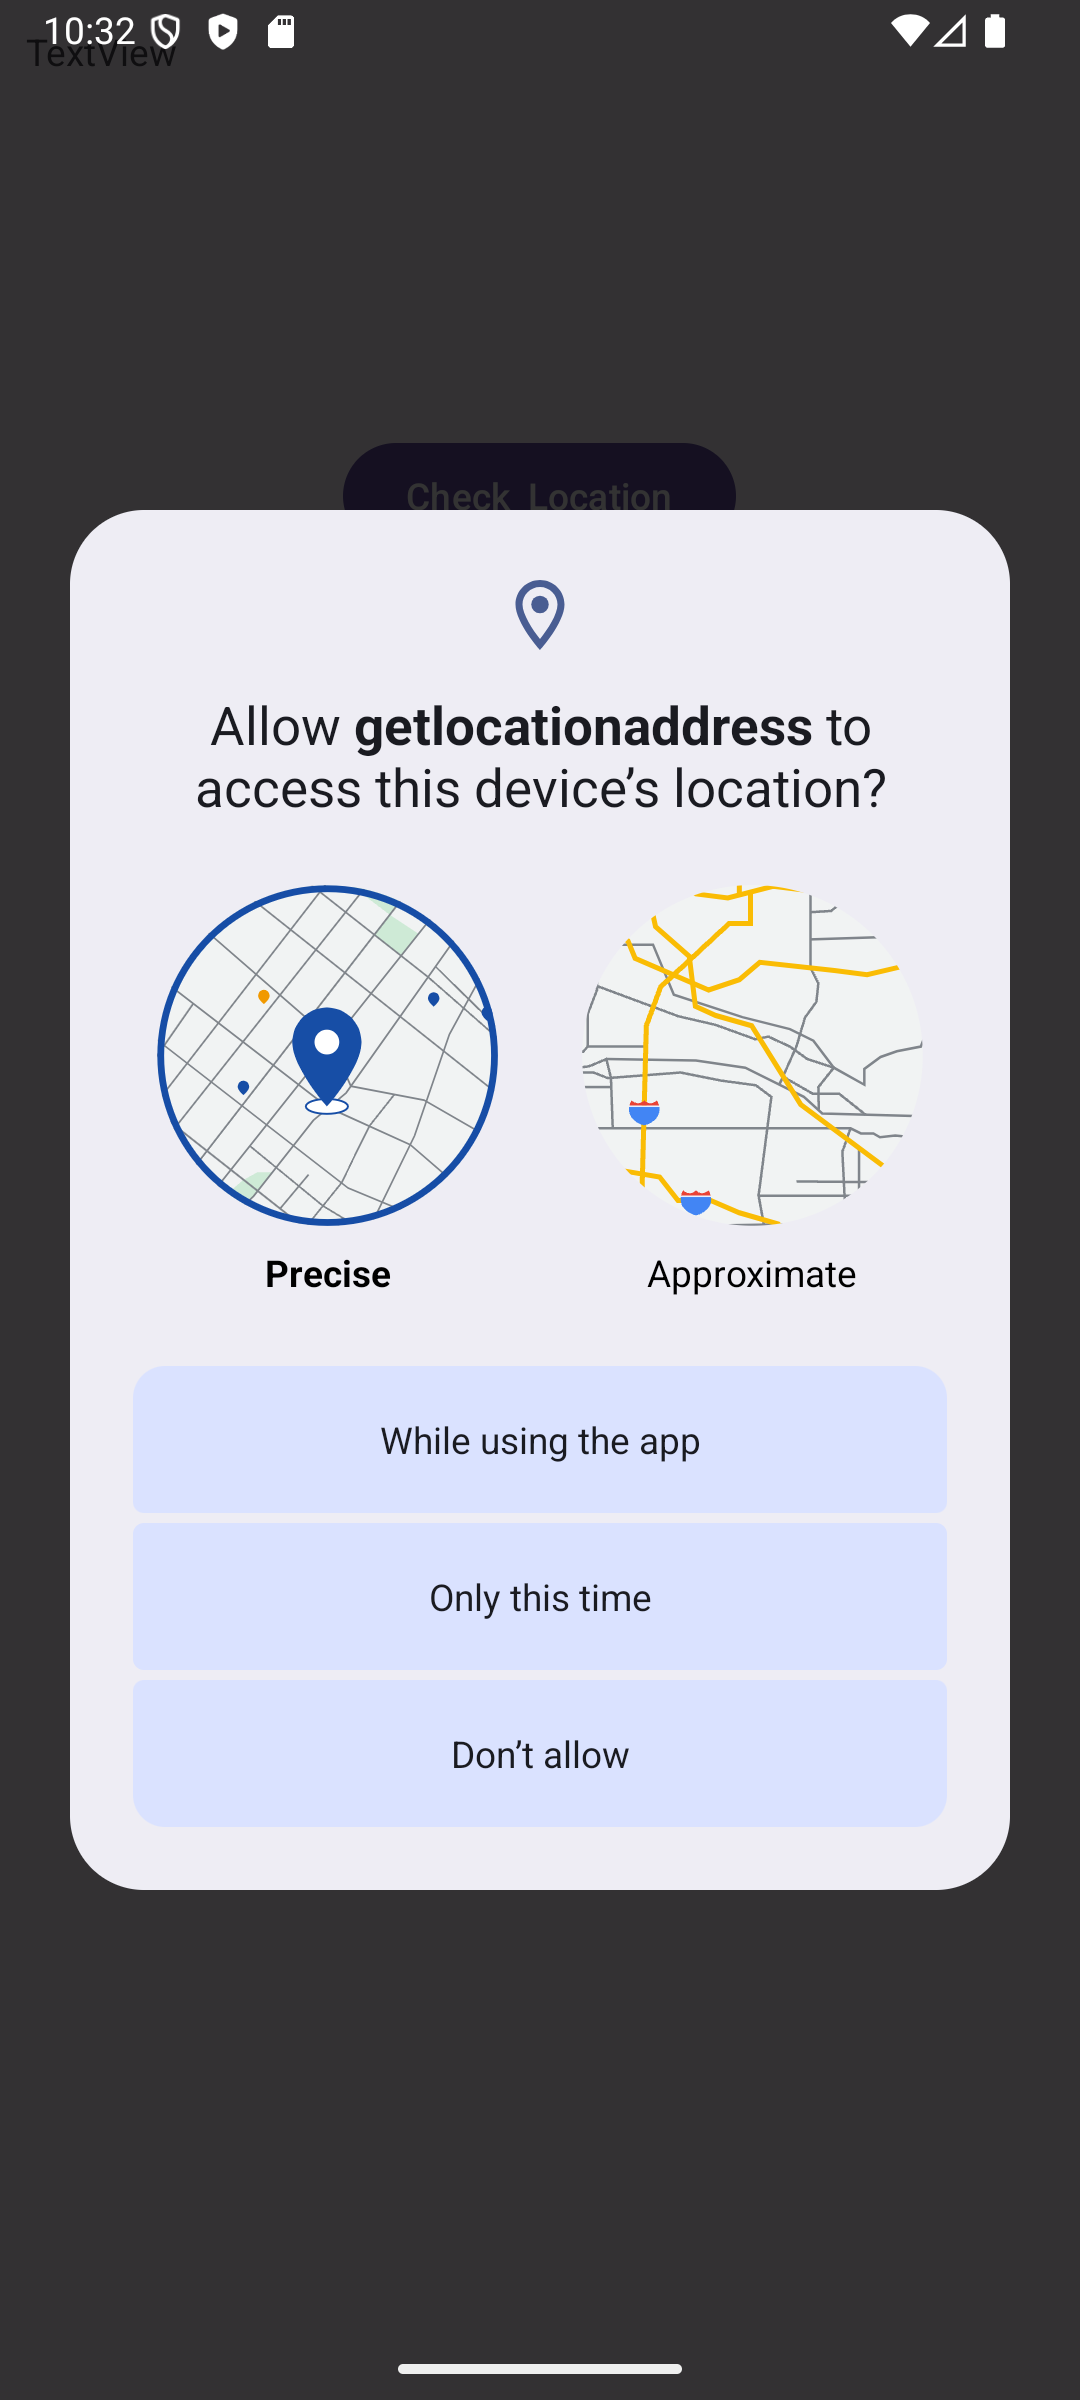 10:32
TextView
Check Location
Allow getlocationaddress to
access this device’s location?
Precise
Approximate
While using the app
Only this time
Don’t allow